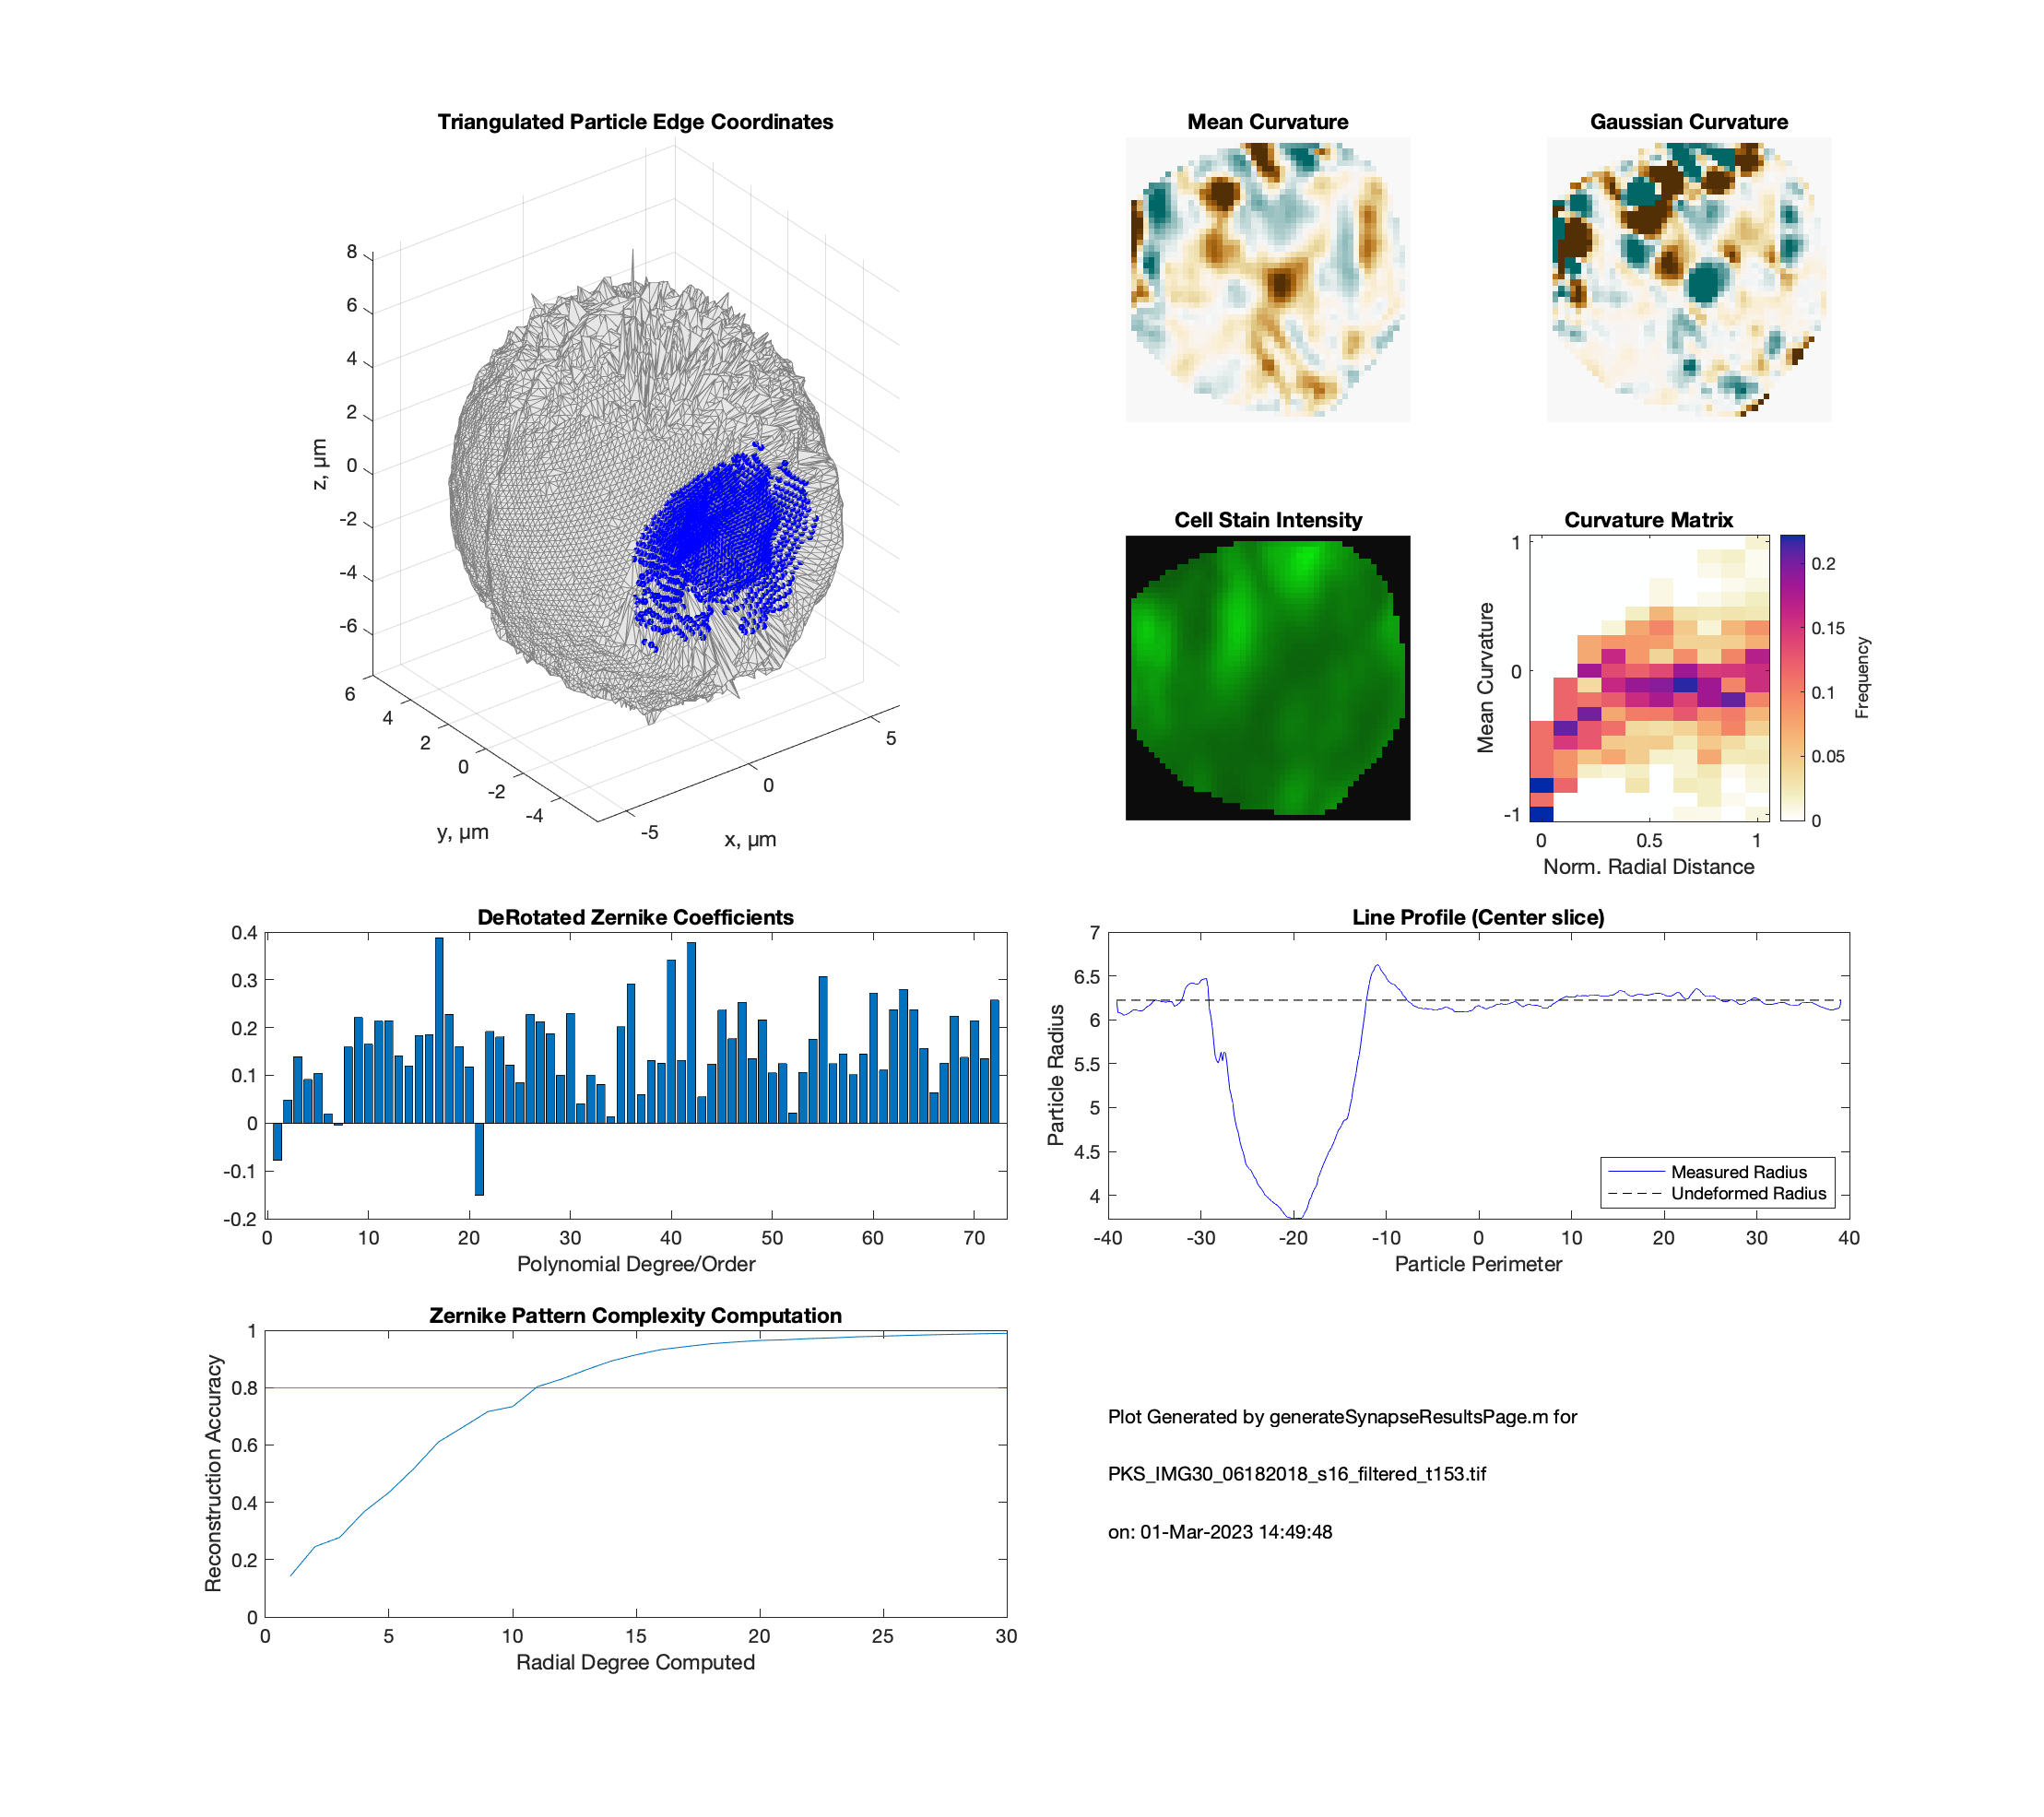 Triangulated Particle Edge Coordinates
8
6
4
2
0
-2
-4
-6
z, µm
6
4
2
0
-2
-4
y, µm
-5
0
5
x, µm
Mean Curvature
Gaussian Curvature
Cell Stain Intensity
Curvature Matrix
1
0
-1
Mean Curvature
0
0.5
1
Norm. Radial Distance
0.2
0.15
0.1
0.05
0
Frequency
DeRotated Zernike Coefficients
0.4
0.3
0.2
0.1
0
-0.1
-0.2
0 10 20 30 40 50 60 70
Polynomial Degree/Order
Line Profile (Center slice)
7
6.5
6
5.5
5
4.5
4
Particle Radius
-40 -30 -20 -10 0 10 20 30 40
Particle Perimeter
Measured Radius
Undeformed Radius
Zernike Pattern Complexity Computation
1
0.8
0.6
0.4
0.2
0
Reconstruction Accuracy
0 5 10 15 20 25 30
Radial Degree Computed
Plot Generated by generateSynapseResultsPage.m for
PKS_IMG30_06182018_s16_filtered_t153.tif
on: 01-Mar-2023 14:49:48